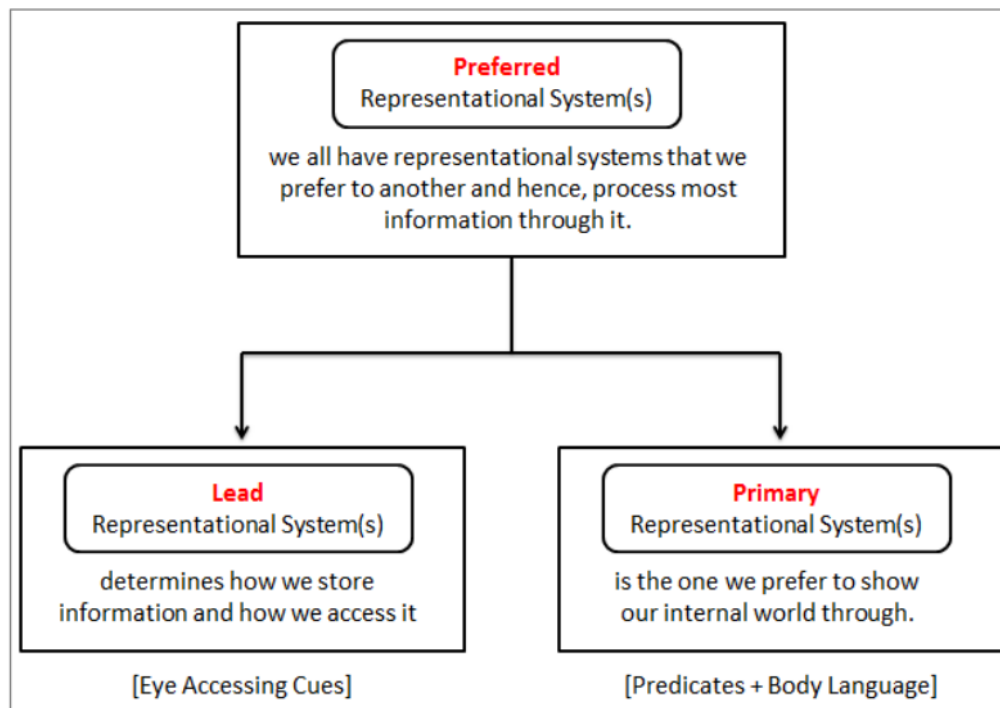 Preferred
Representational System(s)
we all have representational systems that we
prefer to another and hence, process most
information through it.
Lead
Representational System(s)
determines how we store
information and how we access it
[Eye Accessing Cues]
Primary
Representational System(s)
is the one we prefer to show
our internal world through.
[Predicates + Body Language]